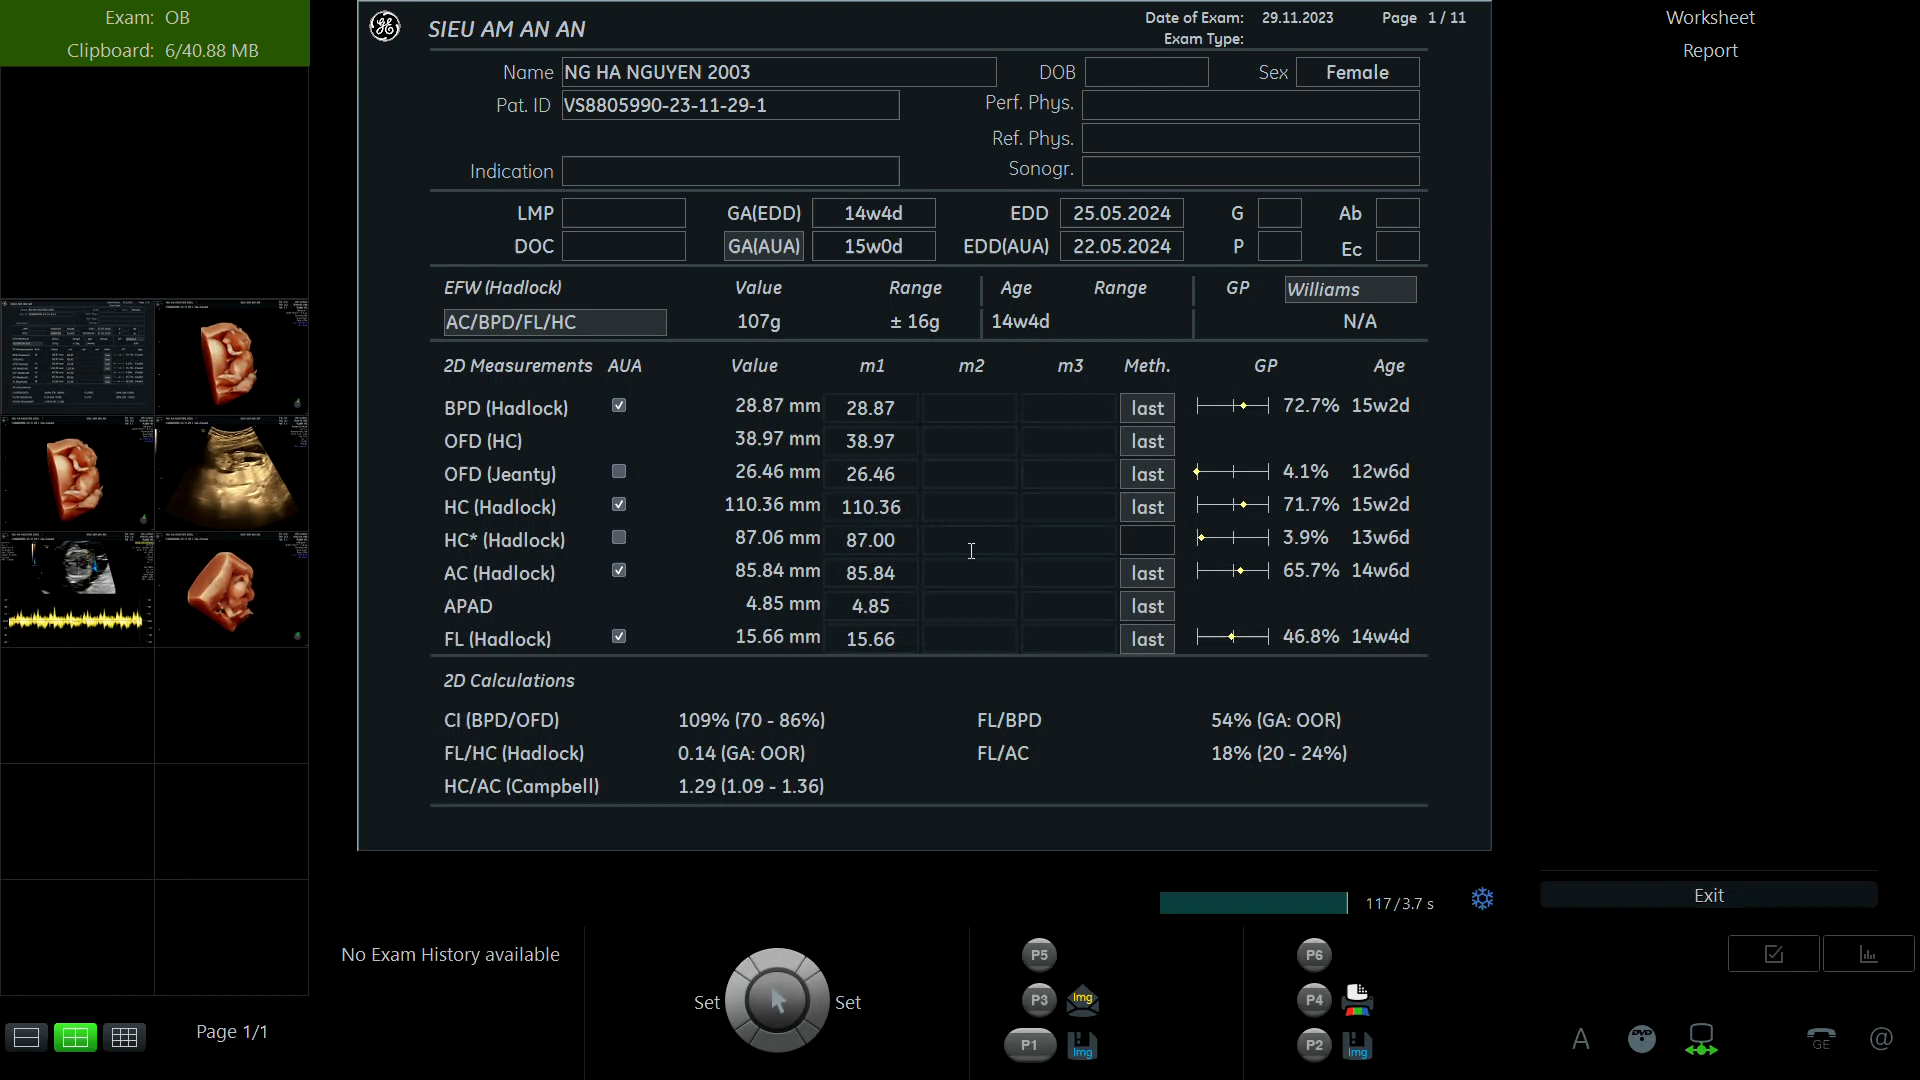 Exam: OB
Clipboard: 6/40.88 MB
SIEU AM AN AN
Date of Exam: 29.11.2023 Page 1 / 11
Exam Type:
Worksheet
Report
Name NG HA NGUYEN 2003 DOB Sex Female
Pat. ID VS8805990-23-11-29-1 Perf. Phys.
Ref. Phys.
Indication Sonogr.
LMP GA(EDD) 14w4d EDD 25.05.2024 G Ab
DOC GA(AUA) 15w0d EDD(AUA) 22.05.2024 P Ec
EFW (Hadlock) Value Range Age Range GP Williams
AC/BPD/FL/HC 107g ± 16g 14w4d N/A
2D Measurements AUA Value m1 m2 m3 Meth. GP Age
BPD (Hadlock) 28.87 mm 28.87 last 72.7% 15w2d
OFD (HC) 38.97 mm 38.97 last
OFD (Jeanty) 26.46 mm 26.46 last 4.1% 12w6d
HC (Hadlock) 110.36 mm 110.36 last 71.7% 15w2d
HC* (Hadlock) 87.06 mm 87.00 3.9% 13w6d
AC (Hadlock) 85.84 mm 85.84 last 65.7% 14w6d
APAD 4.85 mm 4.85 last
FL (Hadlock) 15.66 mm 15.66 last 46.8% 14w4d
2D Calculations
CI (BPD/OFD) 109% (70 - 86%) FL/BPD 54% (GA: OOR)
FL/HC (Hadlock) 0.14 (GA: OOR) FL/AC 18% (20 - 24%)
HC/AC (Campbell) 1.29 (1.09 - 1.36)
117/3.7 s
Exit
No Exam History available
Set Set
P5
P3 Img
P1 Img
P6
P4
P2 Img
Page 1/1
A DVD GE @